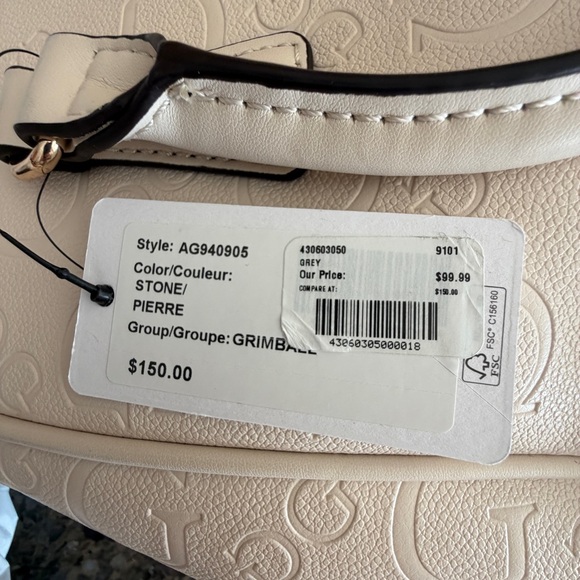 Style: AG940905
Color/Couleur:
STONE/
PIERRE
Group/Groupe: GRIMBALL
$150.00
430603050 9101
GREY
Our Price: $99.99
COMPARE AT: $150.00
43060305000018
FSC® C156160
FSC